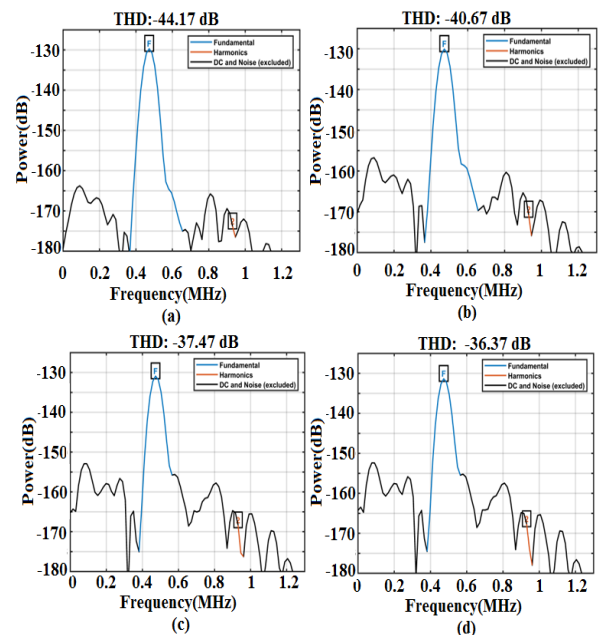 THD:-44.17 dB
F
Fundamental
Harmonics
DC and Noise (excluded)
Power(dB)
-130
-140
-150
-160
-170
-180
0 0.2 0.4 0.6 0.8 1 1.2
Frequency(MHz)
(a)
THD: -40.67 dB
F
Fundamental
Harmonics
DC and Noise (excluded)
Power(dB)
-130
-140
-150
-160
-170
-180
0 0.2 0.4 0.6 0.8 1 1.2
Frequency(MHz)
(b)
THD: -37.47 dB
F
Fundamental
Harmonics
DC and Noise (excluded)
Power(dB)
-130
-140
-150
-160
-170
-180
0 0.2 0.4 0.6 0.8 1 1.2
Frequency(MHz)
(c)
THD: -36.37 dB
F
Fundamental
Harmonics
DC and Noise (excluded)
Power(dB)
-130
-140
-150
-160
-170
-180
0 0.2 0.4 0.6 0.8 1 1.2
Frequency(MHz)
(d)